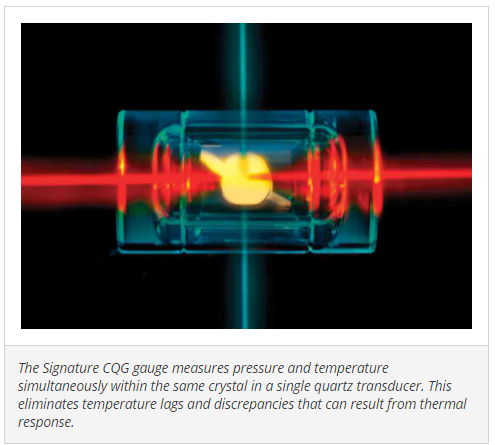 The Signature CQG gauge measures pressure and temperature
simultaneously within the same crystal in a single quartz transducer. This
eliminates temperature lags and discrepancies that can result from thermal
response.